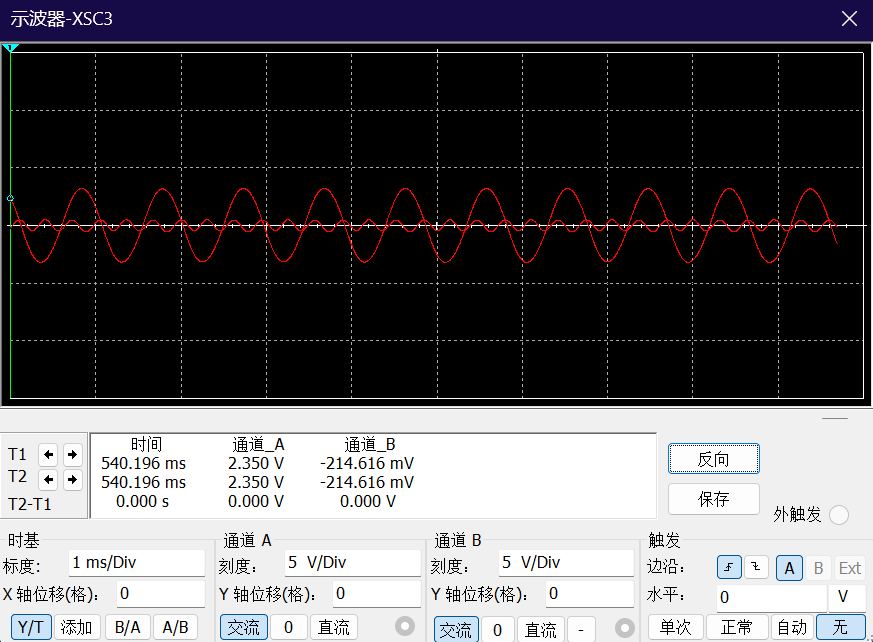 示波器-XSC3
时间 通道_A 通道_B
T1 540.196 ms 2.350 V -214.616 mV
T2 540.196 ms 2.350 V -214.616 mV
T2-T1 0.000 s 0.000 V 0.000 V
反向
保存
外触发
时基
标度: 1 ms/Div
X 轴位移(格): 0
Y/T 添加 B/A A/B
通道 A
刻度: 5 V/Div
Y 轴位移(格): 0
交流 0 直流
通道 B
刻度: 5 V/Div
Y 轴位移(格): 0
交流 0 直流 -
触发
边沿: A B Ext
水平: 0 V
单次 正常 自动 无